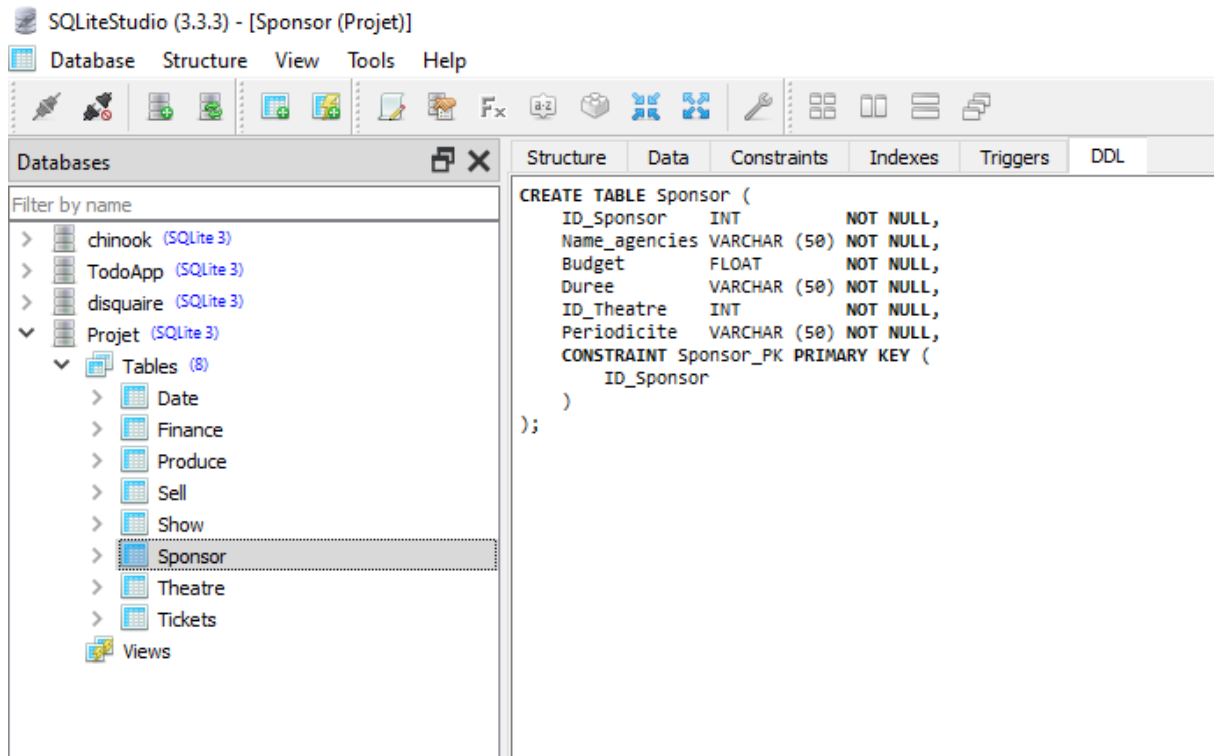 SQLiteStudio (3.3.3) - [Sponsor (Projet)]
Database Structure View Tools Help
Databases
Filter by name
chinook (SQLite 3)
TodoApp (SQLite 3)
disquaire (SQLite 3)
Projet (SQLite 3)
Tables (8)
Date
Finance
Produce
Sell
Show
Sponsor
Theatre
Tickets
Views
Structure Data Constraints Indexes Triggers DDL
CREATE TABLE Sponsor (
    ID_Sponsor    INT          NOT NULL,
    Name_agencies VARCHAR (50) NOT NULL,
    Budget        FLOAT        NOT NULL,
    Duree         VARCHAR (50) NOT NULL,
    ID_Theatre    INT          NOT NULL,
    Periodicite   VARCHAR (50) NOT NULL,
    CONSTRAINT Sponsor_PK PRIMARY KEY (
        ID_Sponsor
    )
);